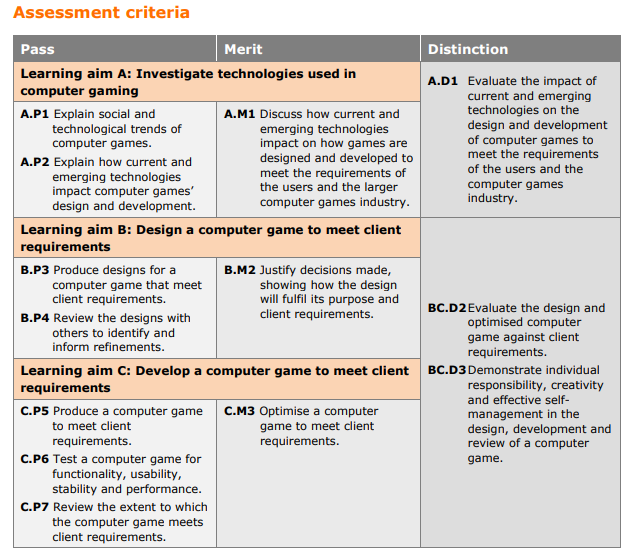 Assessment criteria
Pass
Merit
Distinction
Learning aim A: Investigate technologies used in
computer gaming
A.P1 Explain social and
technological trends of
computer games.
A.P2 Explain how current and
emerging technologies
impact computer games’
design and development.
A.M1 Discuss how current and
emerging technologies
impact on how games are
designed and developed to
meet the requirements of
the users and the larger
computer games industry.
A.D1 Evaluate the impact of
current and emerging
technologies on the
design and development
of computer games to
meet the requirements
of the users and the
computer games
industry.
Learning aim B: Design a computer game to meet client
requirements
B.P3 Produce designs for a
computer game that meet
client requirements.
B.P4 Review the designs with
others to identify and
inform refinements.
B.M2 Justify decisions made,
showing how the design
will fulfil its purpose and
client requirements.
Learning aim C: Develop a computer game to meet client
requirements
C.P5 Produce a computer game
to meet client
requirements.
C.P6 Test a computer game for
functionality, usability,
stability and performance.
C.P7 Review the extent to which
the computer game meets
client requirements.
C.M3 Optimise a computer
game to meet client
requirements.
BC.D2 Evaluate the design and
optimised computer
game against client
requirements.
BC.D3 Demonstrate individual
responsibility, creativity
and effective self-
management in the
design, development and
review of a computer
game.